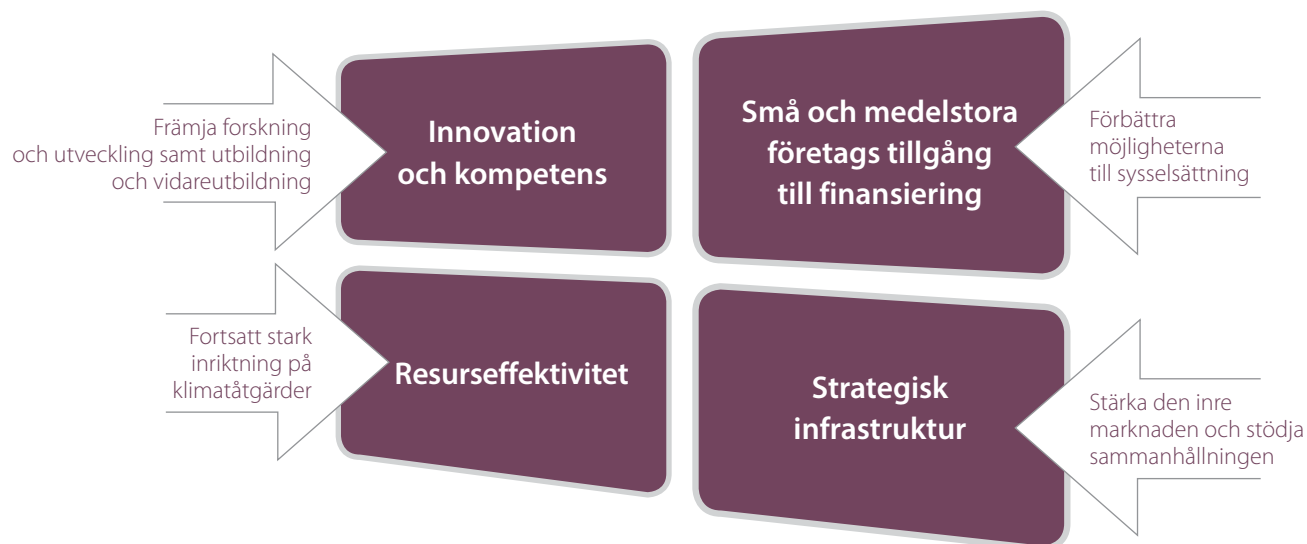 Främja forskning
och utveckling samt utbildning
och vidareutbildning
Innovation
och kompetens
Små och medelstora
företags tillgång
till finansiering
Förbättra
möjligheterna
till sysselsättning
Fortsatt stark
inriktning på
klimatåtgärder
Resurseffektivitet
Strategisk
infrastruktur
Stärka den inre
marknaden och stödja
sammanhållningen